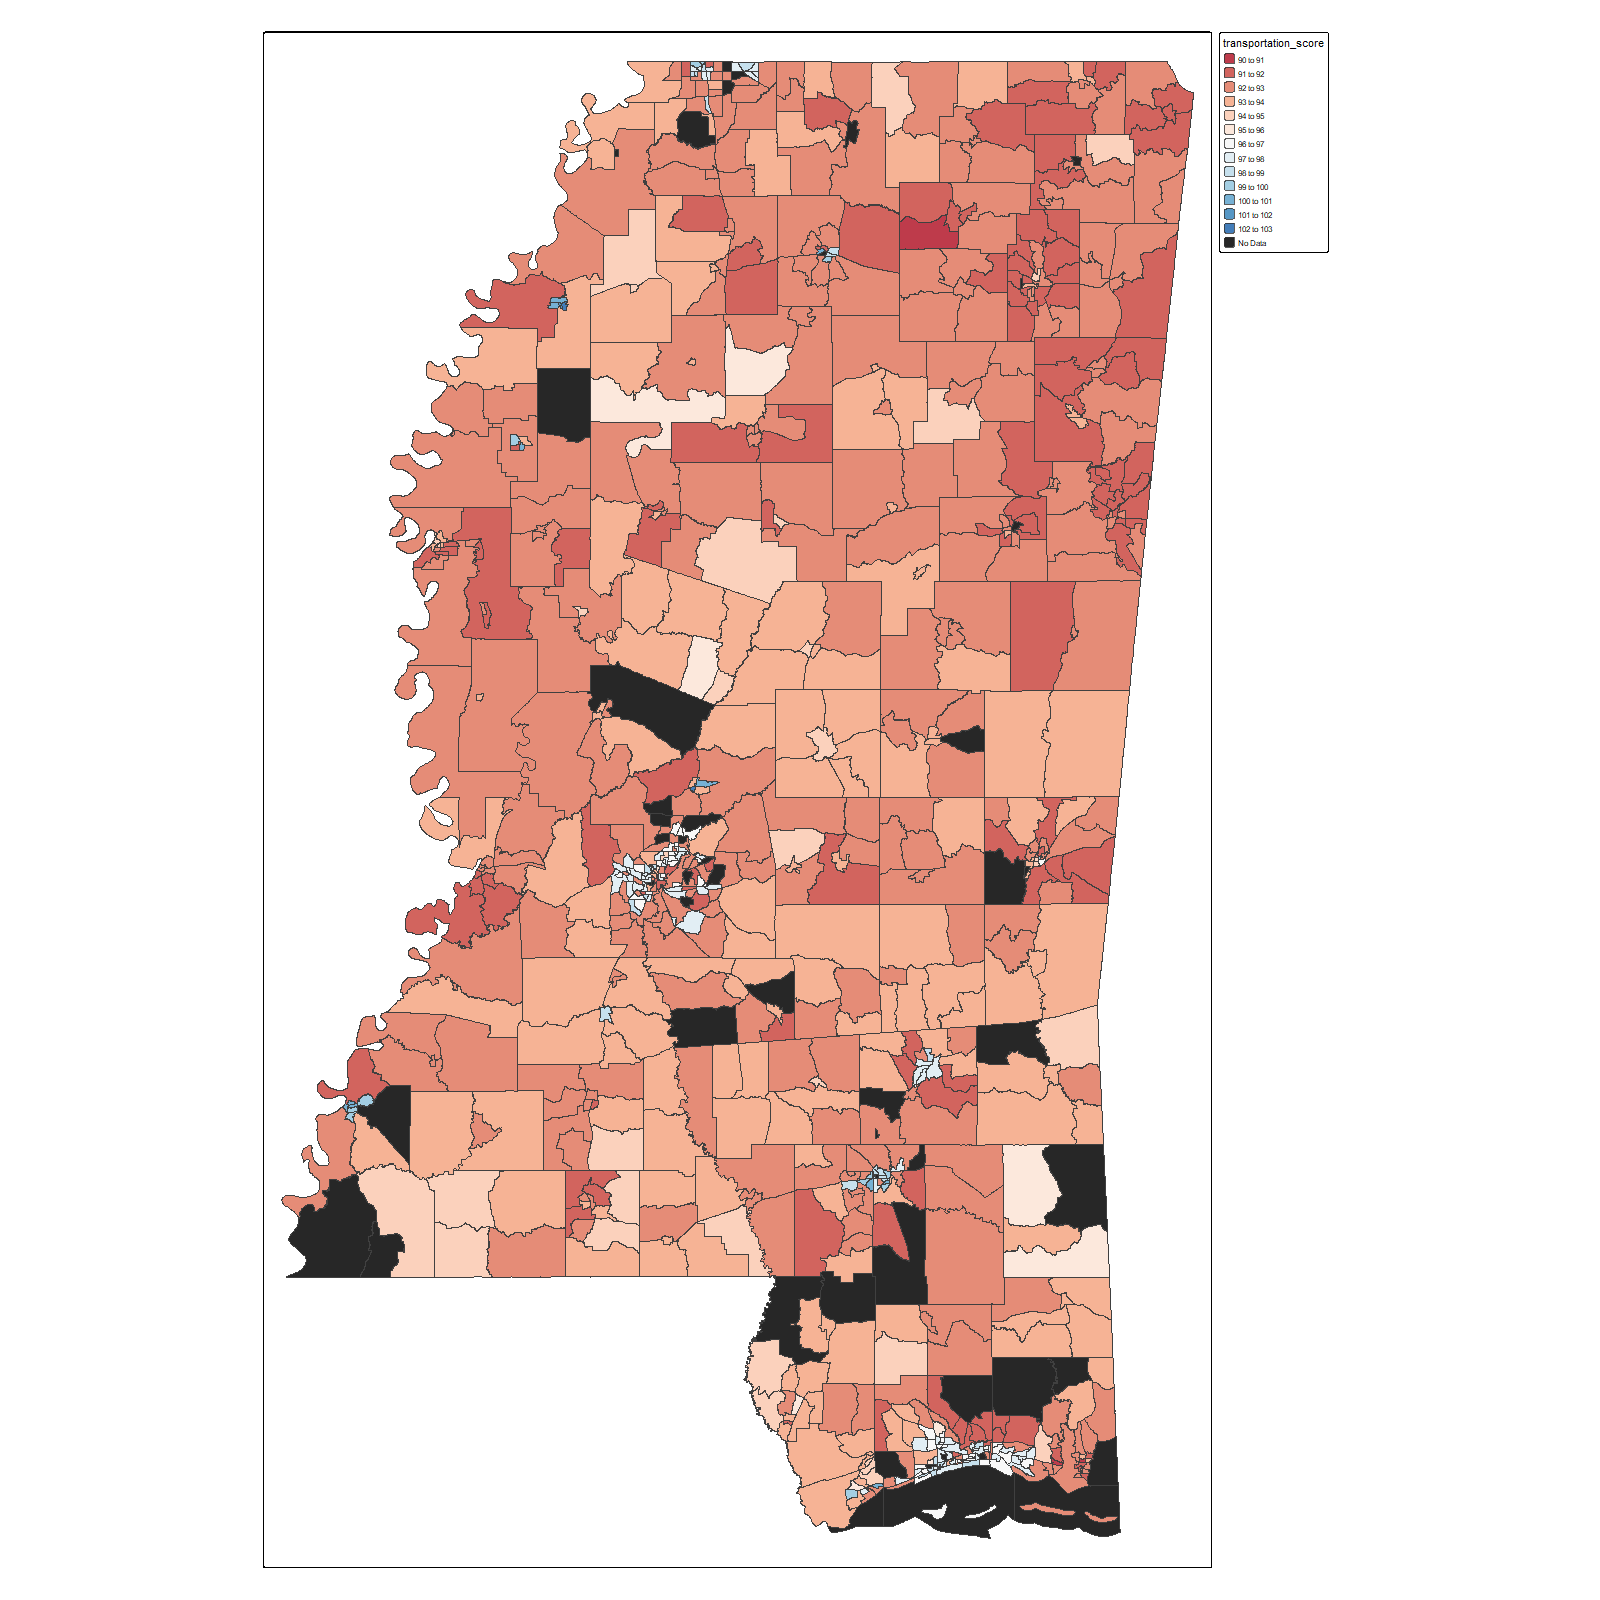 transportation_score
90 to 91
91 to 92
92 to 93
93 to 94
94 to 95
95 to 96
96 to 97
97 to 98
98 to 99
99 to 100
100 to 101
101 to 102
102 to 103
No Data